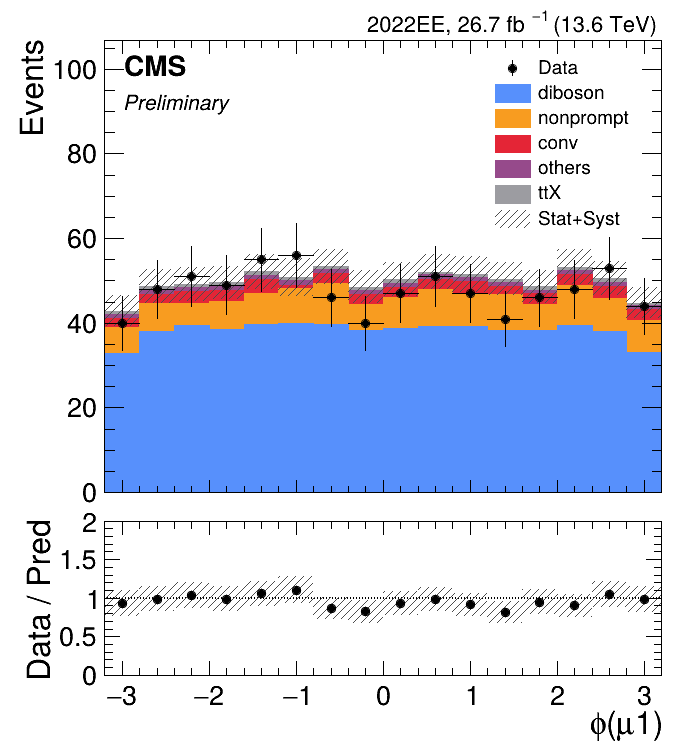 2022EE, 26.7 fb⁻¹ (13.6 TeV)
CMS
Preliminary
Events
100
80
60
40
20
0
Data
diboson
nonprompt
conv
others
ttX
Stat+Syst
Data / Pred
2
1.5
1
0.5
0
−3 −2 −1 0 1 2 3
ϕ(μ1)